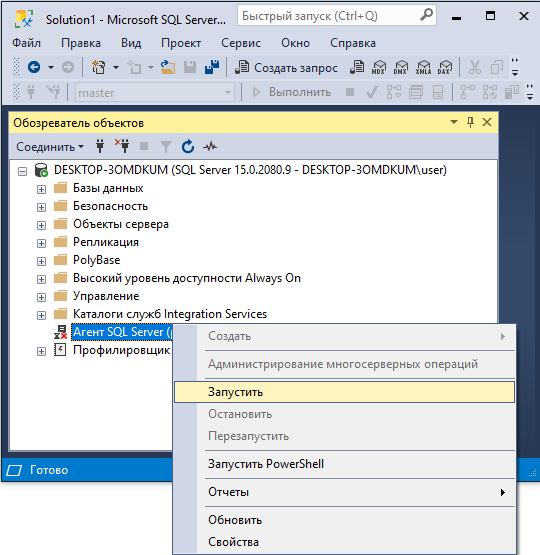 Solution1 - Microsoft SQL Server...
Быстрый запуск (Ctrl+Q)
Файл Правка Вид Проект Сервис Окно Справка
Создать запрос MDX DMX XMLA DAX
master Выполнить
Обозреватель объектов
Соединить
DESKTOP-3OMDKUM (SQL Server 15.0.2080.9 - DESKTOP-3OMDKUM\user)
Базы данных
Безопасность
Объекты сервера
Репликация
PolyBase
Высокий уровень доступности Always On
Управление
Каталоги служб Integration Services
Агент SQL Server (
Профилировщик
Создать
Администрирование многосерверных операций
Запустить
Остановить
Перезапустить
Запустить PowerShell
Отчеты
Обновить
Свойства
Готово